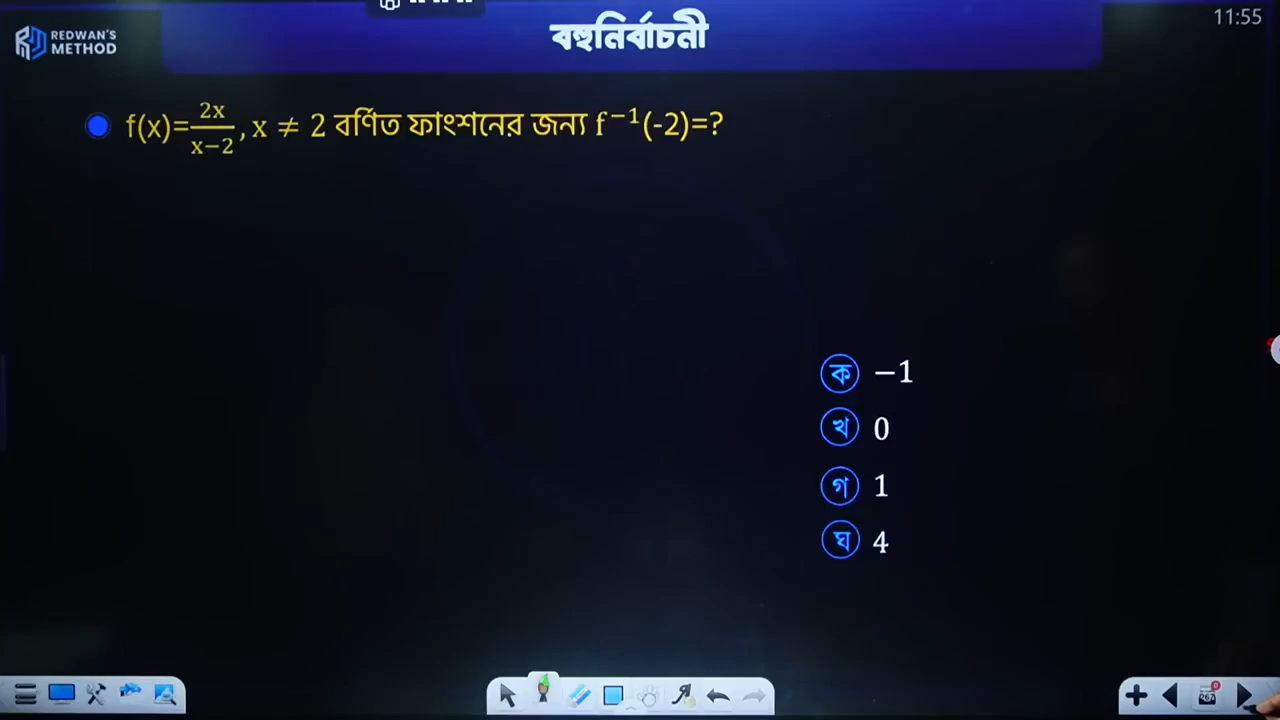 11:55
REDWAN'S
METHOD
বহুনির্বাচনী
f(x)=2x/x−2, x ≠ 2 বর্ণিত ফাংশনের জন্য f⁻¹(-2)=?
ক −1
খ 0
গ 1
ঘ 4